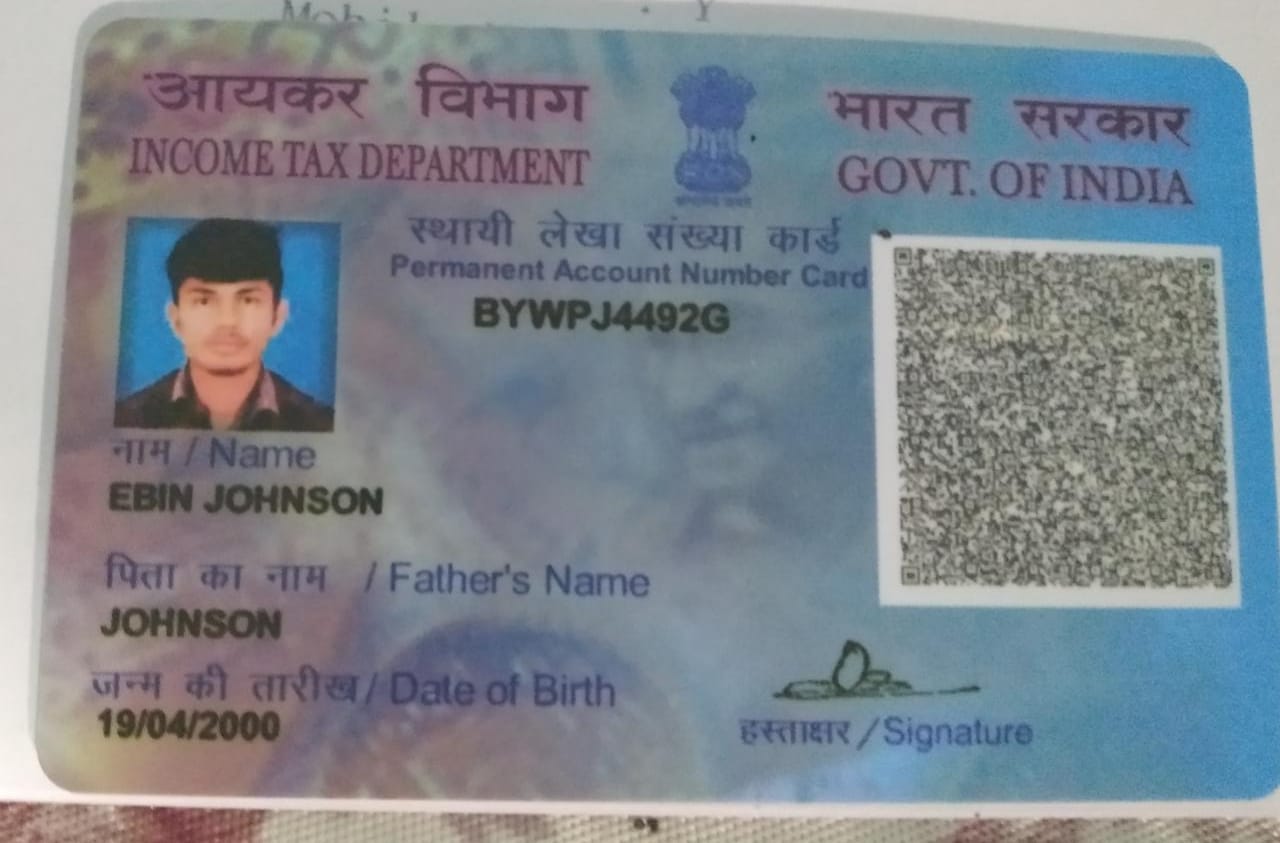 आयकर विभाग
INCOME TAX DEPARTMENT
भारत सरकार
GOVT. OF INDIA
स्थायी लेखा संख्या कार्ड
Permanent Account Number Card
BYWPJ4492G
नाम / Name
EBIN JOHNSON
पिता का नाम / Father's Name
JOHNSON
जन्म की तारीख / Date of Birth
19/04/2000
हस्ताक्षर / Signature